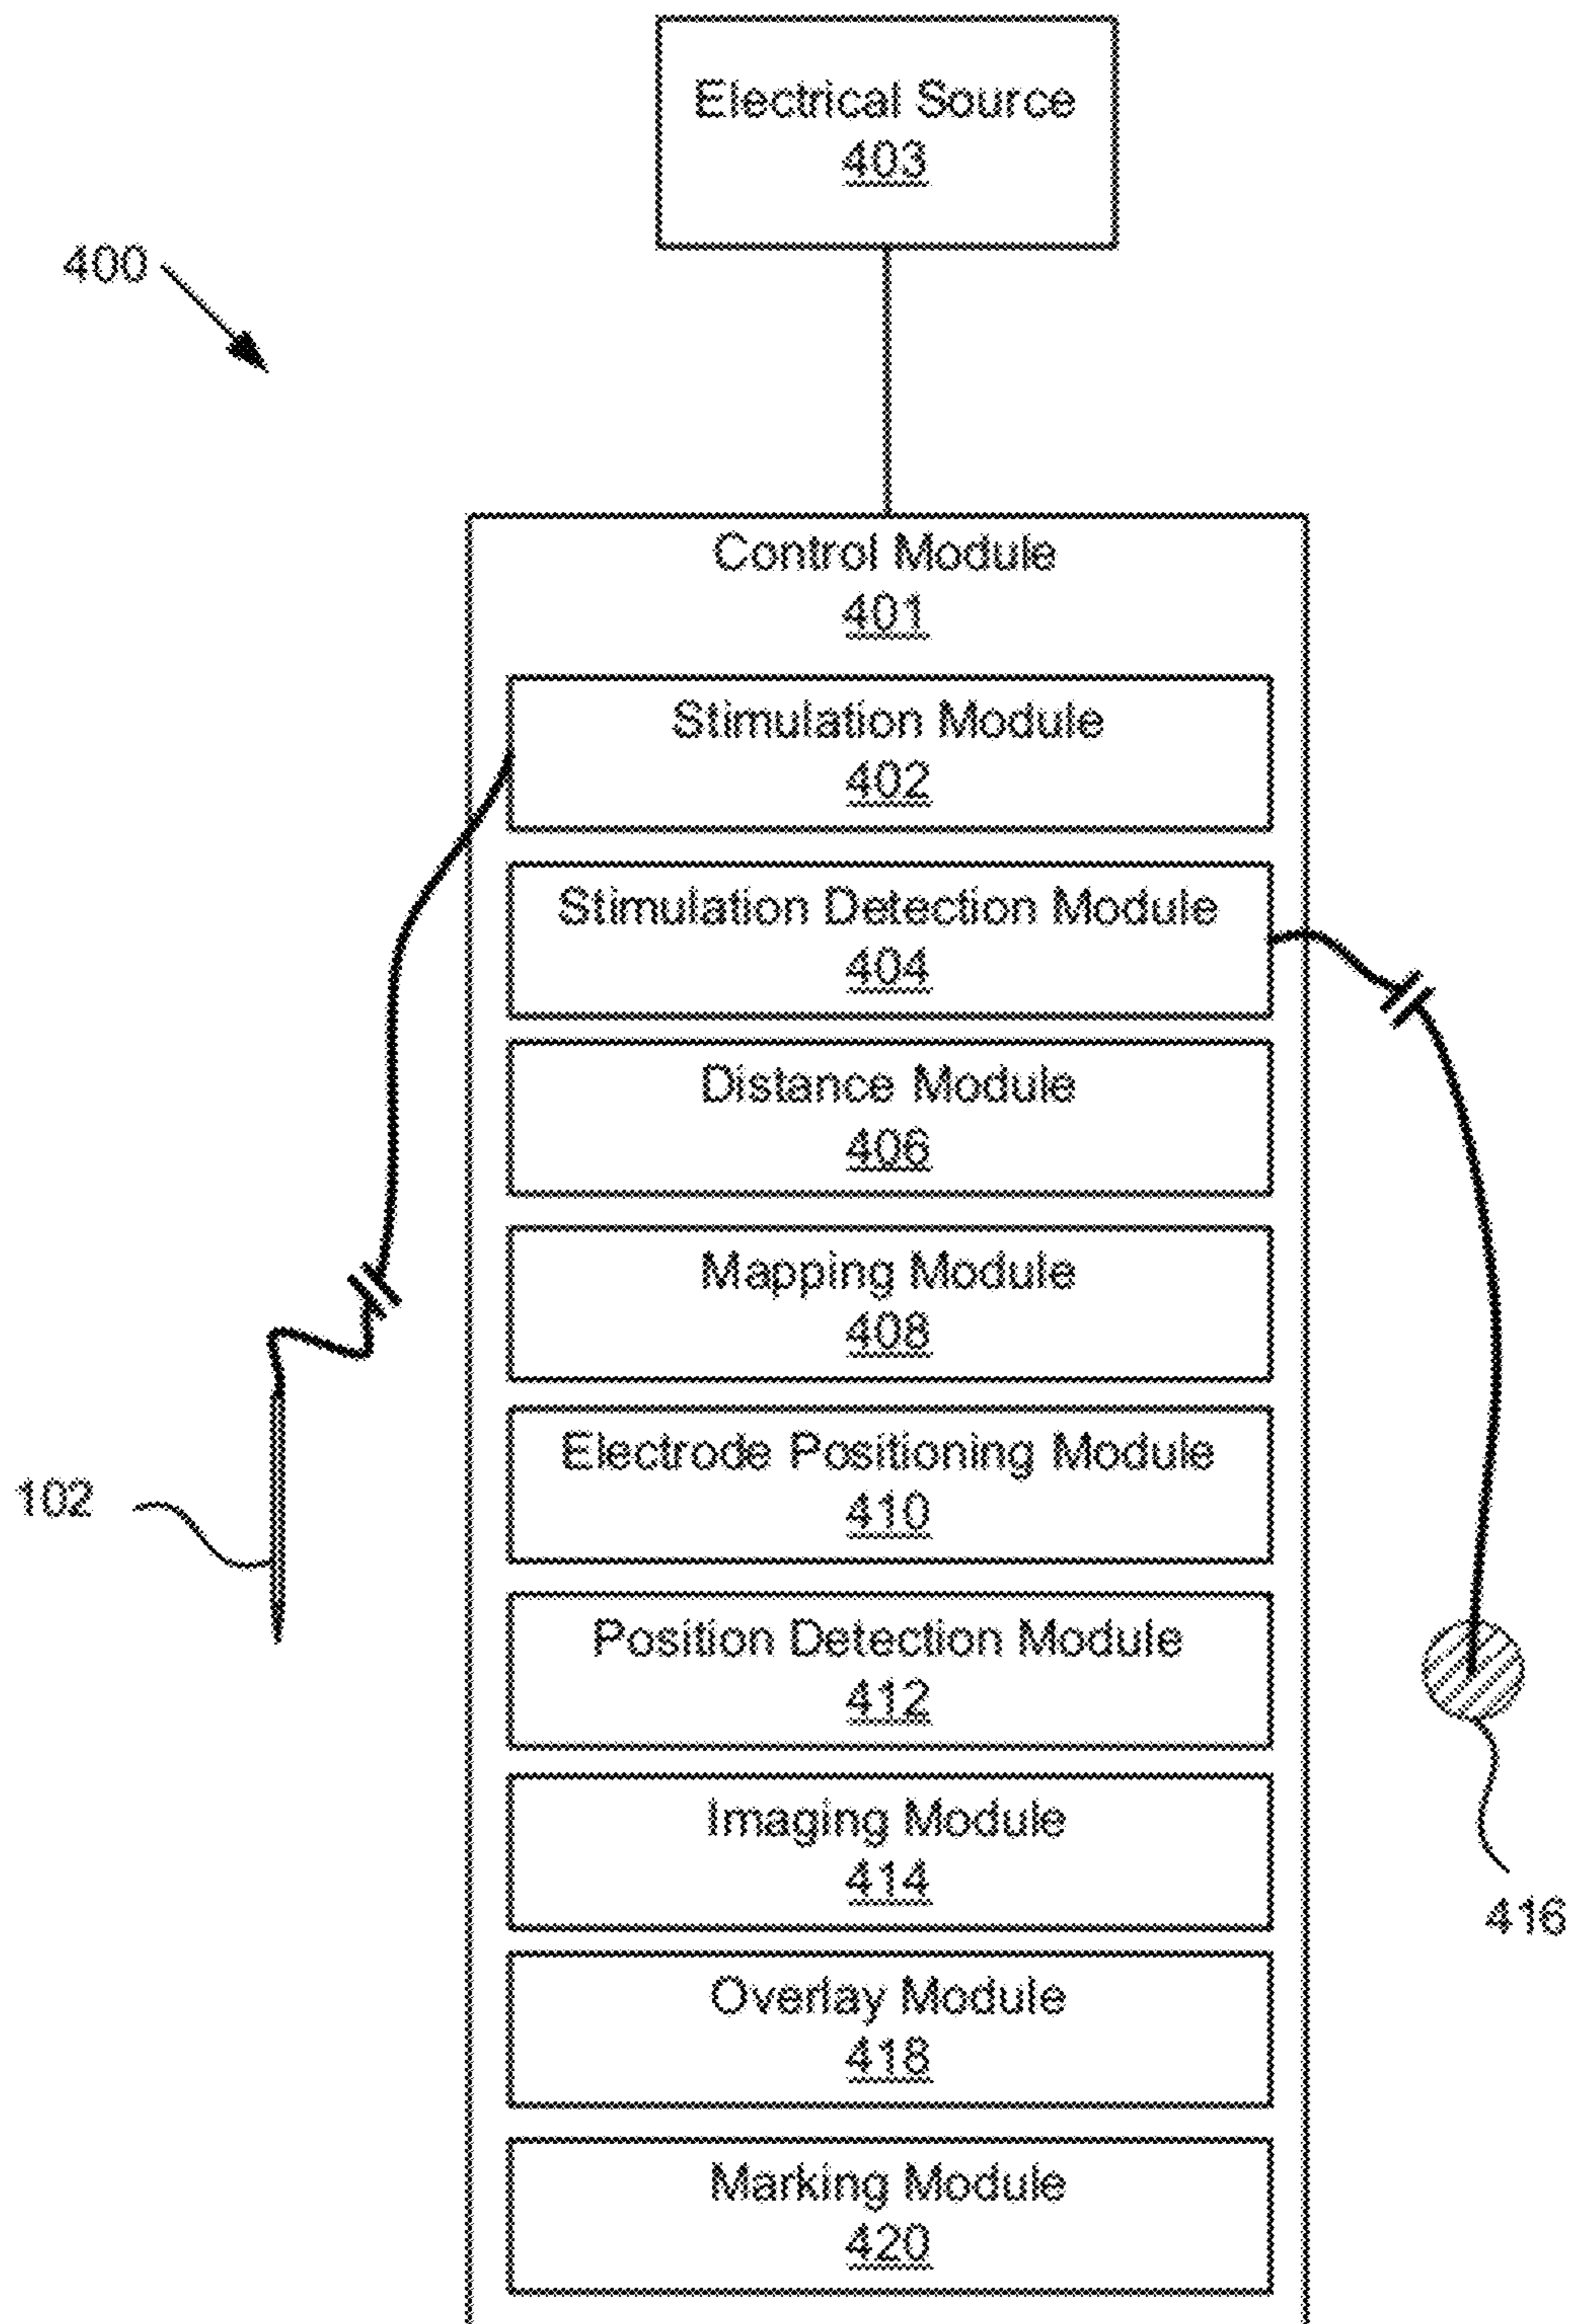 Electrical Source
403
400
Control Module
401
Stimulation Module
402
Stimulation Detection Module
404
Distance Module
406
Mapping Module
408
Electrode Positioning Module
410
102
Position Detection Module
412
Imaging Module
414
416
Overlay Module
418
Marking Module
420